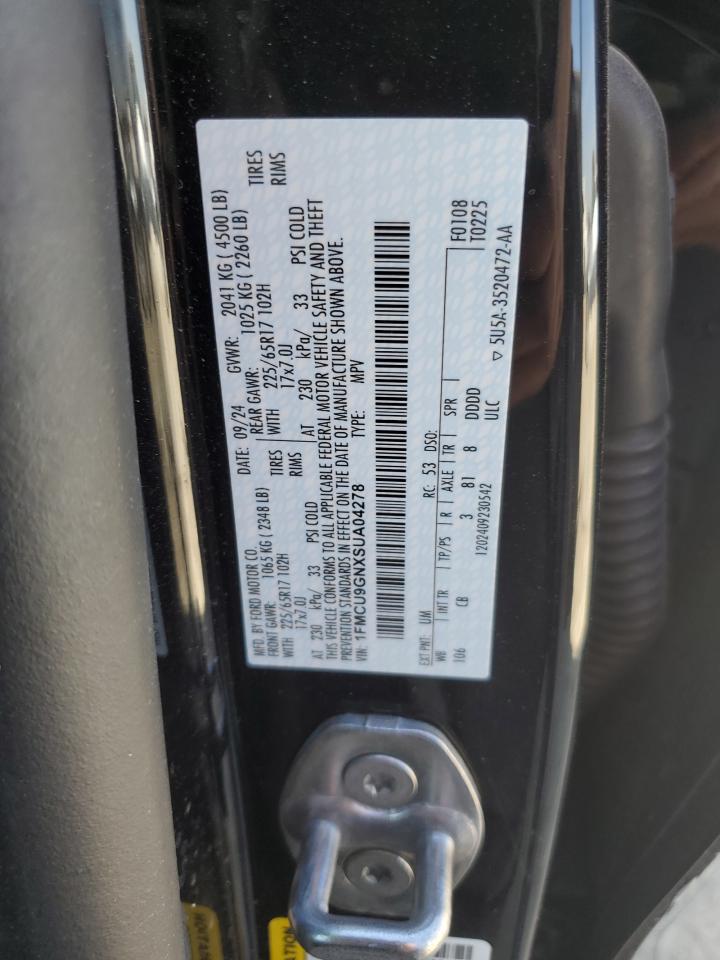 MFD. BY FORD MOTOR CO.
DATE: 09/24
GVWR: 2041 KG ( 4500 LB)
FRONT GAWR: 1065 KG ( 2348 LB)
REAR GAWR: 1025 KG ( 2260 LB)
WITH 225/65R17 102H TIRES
WITH 225/65R17 102H TIRES
17x7.0J RIMS
17x7.0J RIMS
AT 230 kPa/ 33 PSI COLD
AT 230 kPa/ 33 PSI COLD
THIS VEHICLE CONFORMS TO ALL APPLICABLE FEDERAL MOTOR VEHICLE SAFETY AND THEFT
PREVENTION STANDARDS IN EFFECT ON THE DATE OF MANUFACTURE SHOWN ABOVE.
VIN: 1FMCU9GNXSUA04278
TYPE: MPV
EXT PNT: UM RC: 53 DSO: F0108
T0225
WB INT TR TP/PS R AXLE TR SPR
106 CB 3 81 8 DDDD
1202409230542 ULC
▽ 5U5A-3520472-AA